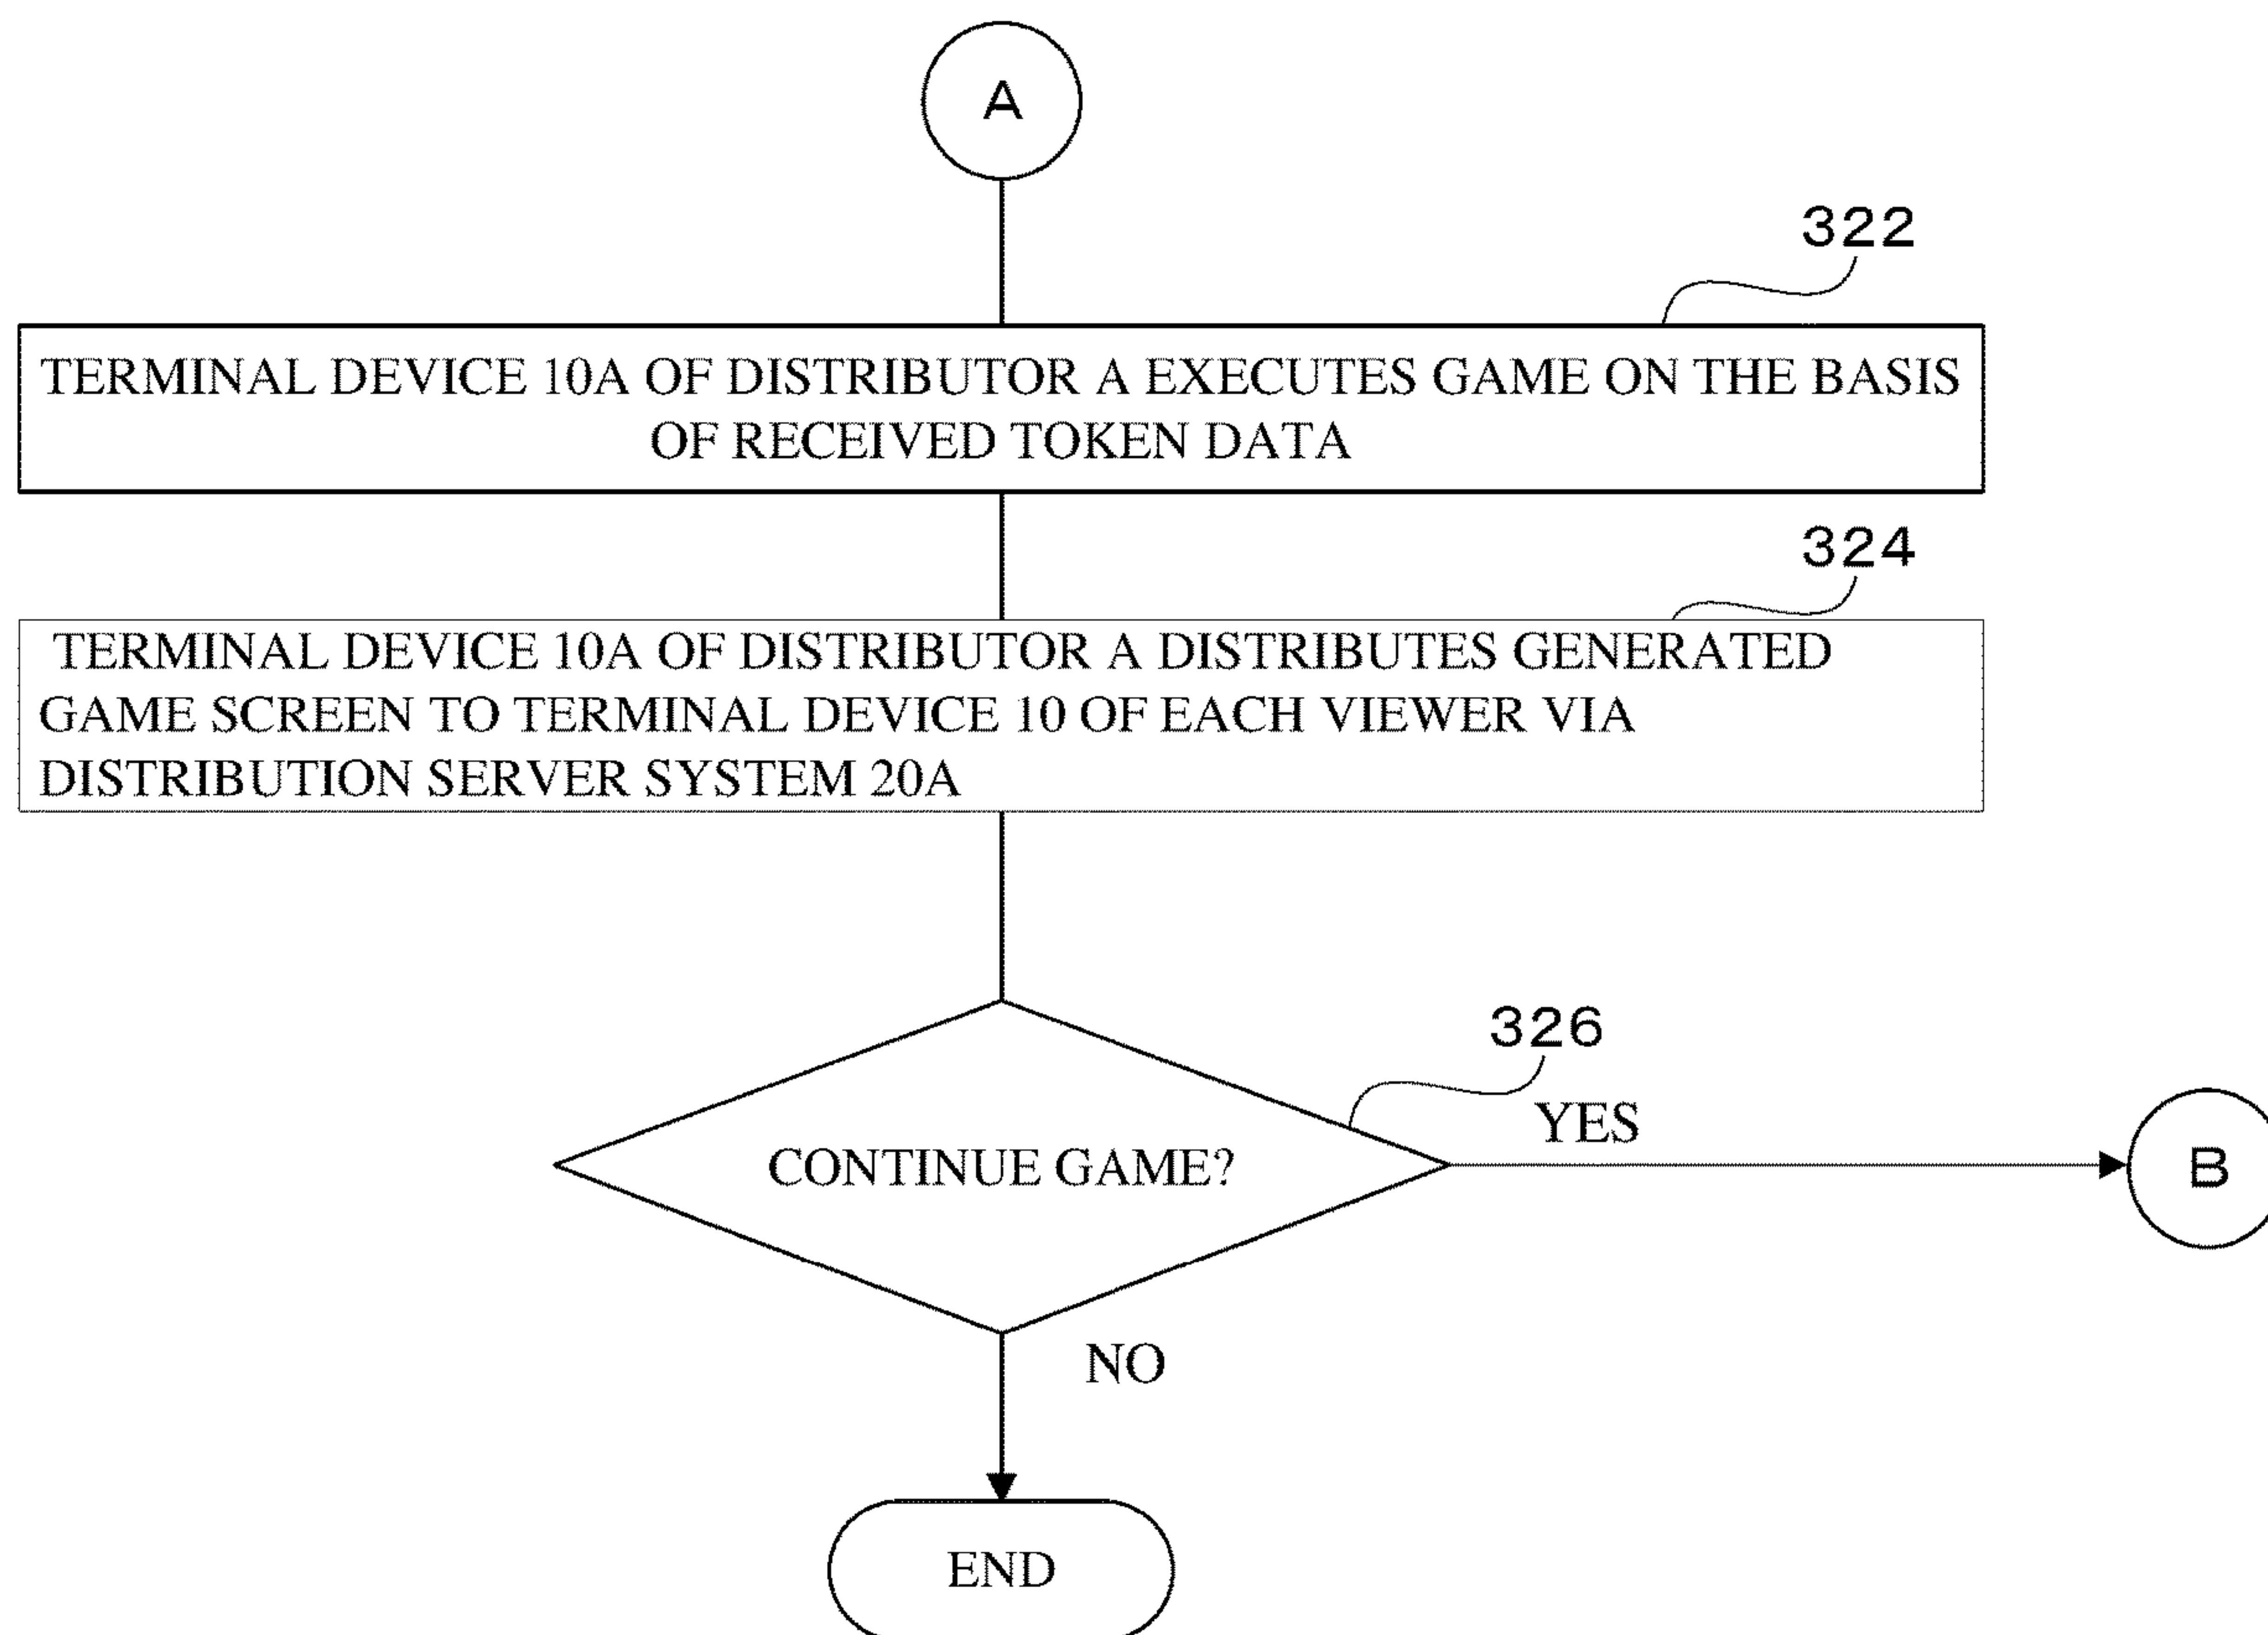 A
322
TERMINAL DEVICE 10A OF DISTRIBUTOR A EXECUTES GAME ON THE BASIS
OF RECEIVED TOKEN DATA
324
TERMINAL DEVICE 10A OF DISTRIBUTOR A DISTRIBUTES GENERATED
GAME SCREEN TO TERMINAL DEVICE 10 OF EACH VIEWER VIA
DISTRIBUTION SERVER SYSTEM 20A
326
YES
CONTINUE GAME?
B
NO
END